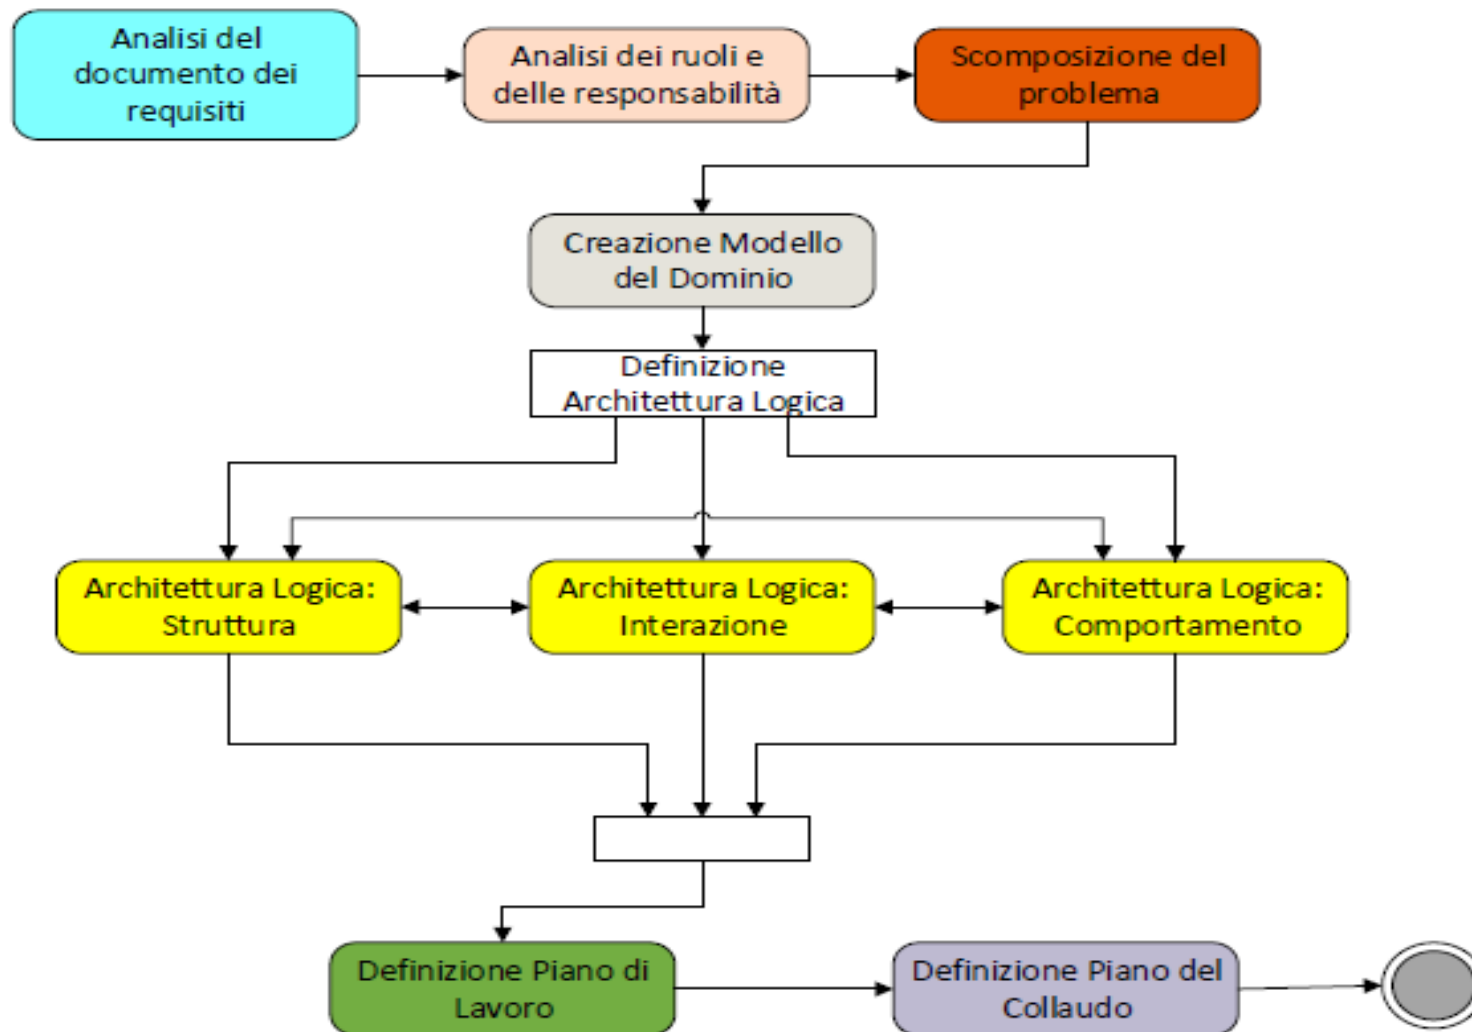 Analisi del
documento dei
requisiti
Analisi dei ruoli e
delle responsabilità
Scomposizione del
problema
Creazione Modello
del Dominio
Definizione
Architettura Logica
Architettura Logica:
Struttura
Architettura Logica:
Interazione
Architettura Logica:
Comportamento
Definizione Piano di
Lavoro
Definizione Piano del
Collaudo